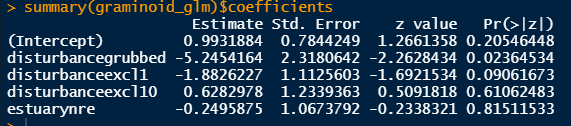 > summary(graminoid_glm)$coefficients
Estimate Std. Error z value Pr(>|z|)
(Intercept) 0.9931884 0.7844249 1.2661358 0.20546448
disturbancegrubbed -5.2454164 2.3180642 -2.2628434 0.02364534
disturbanceexcl1 -1.8826227 1.1125603 -1.6921534 0.09061673
disturbanceexcl10 0.6282978 1.2339363 0.5091818 0.61062483
estuarynre -0.2495875 1.0673792 -0.2338321 0.81511533
>